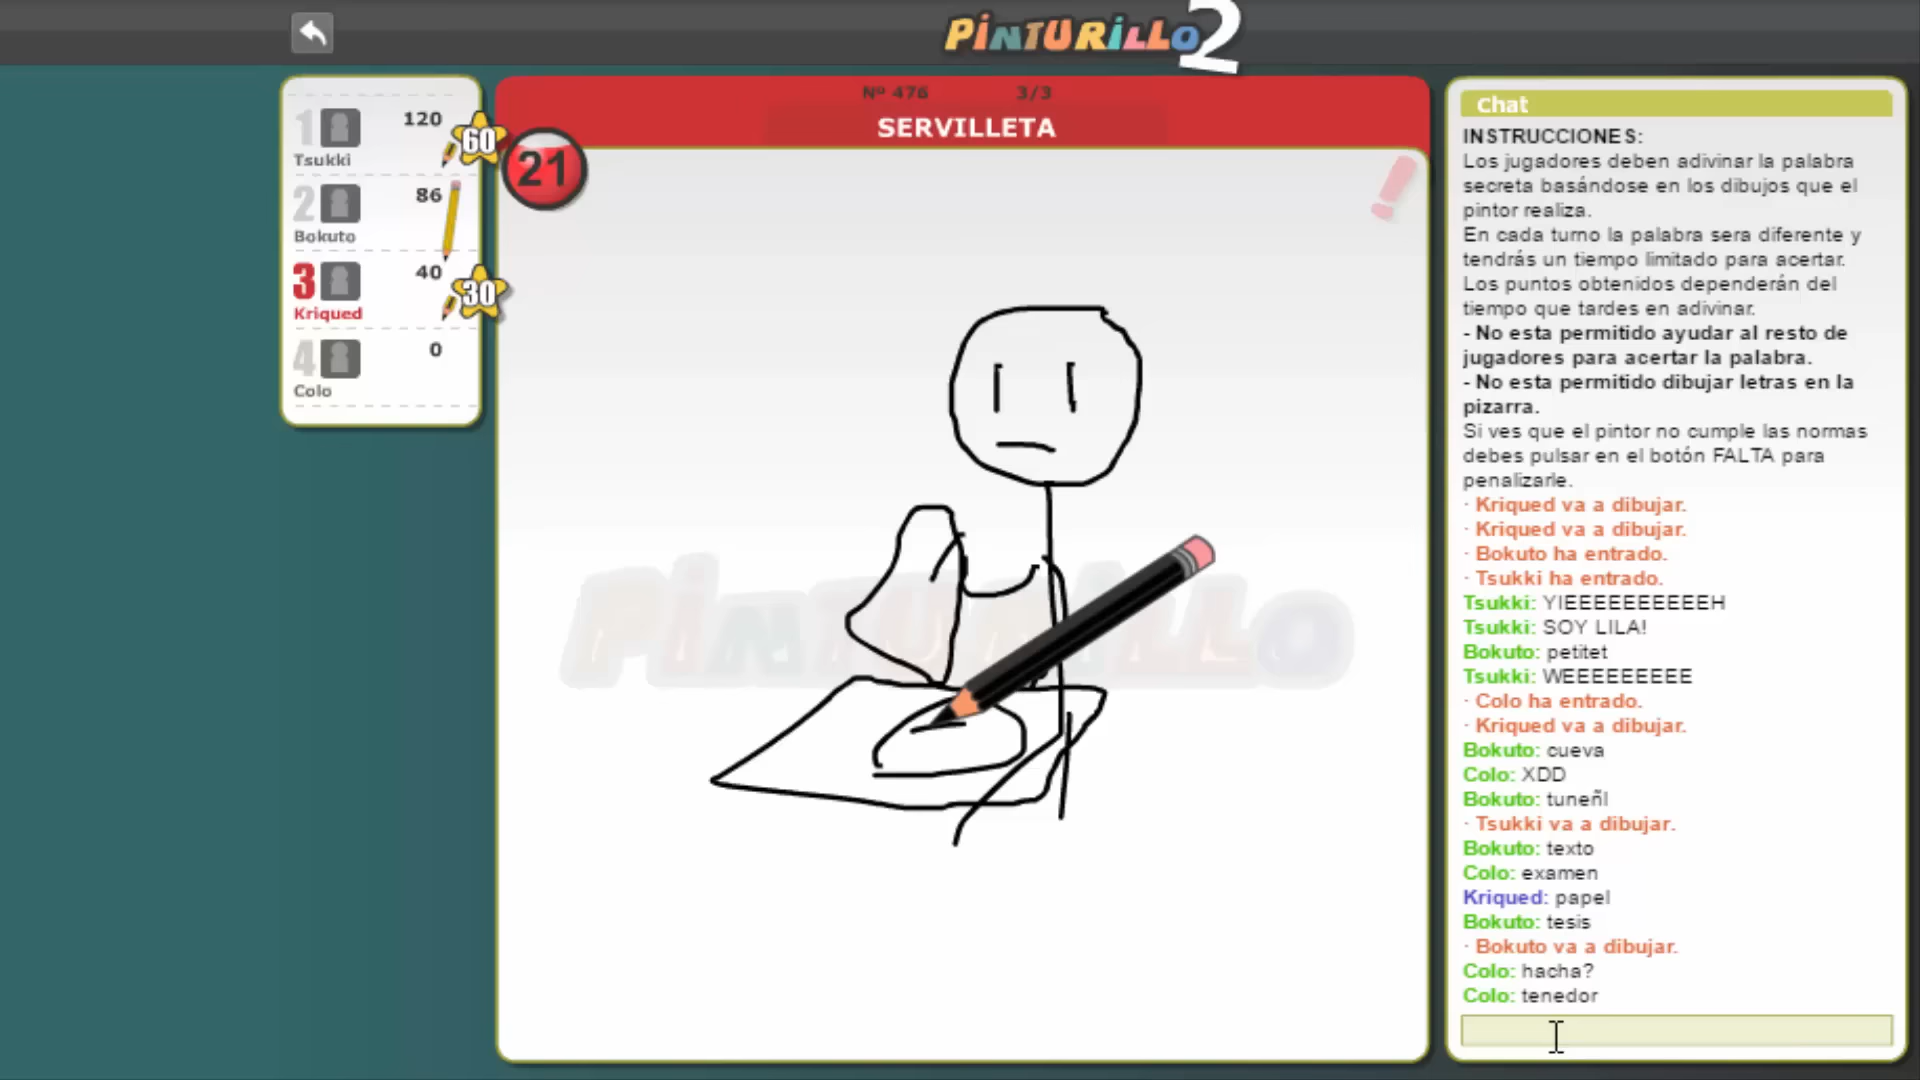 PiNTURiLLO 2
1 120 60
Tsukki
2 86
Bokuto
3 40 30
Kriqued
4 0
Colo
Nº 476 3/3
SERVILLETA
21
!
PiNTURiLLO
Chat
INSTRUCCIONES:
Los jugadores deben adivinar la palabra
secreta basándose en los dibujos que el
pintor realiza.
En cada turno la palabra sera diferente y
tendrás un tiempo limitado para acertar.
Los puntos obtenidos dependerán del
tiempo que tardes en adivinar.
- No esta permitido ayudar al resto de
jugadores para acertar la palabra.
- No esta permitido dibujar letras en la
pizarra.
Si ves que el pintor no cumple las normas
debes pulsar en el botón FALTA para
penalizarle.
· Kriqued va a dibujar.
· Kriqued va a dibujar.
· Bokuto ha entrado.
· Tsukki ha entrado.
Tsukki: YIEEEEEEEEEEH
Tsukki: SOY LILA!
Bokuto: petitet
Tsukki: WEEEEEEEEE
· Colo ha entrado.
· Kriqued va a dibujar.
Bokuto: cueva
Colo: XDD
Bokuto: tuneñl
· Tsukki va a dibujar.
Bokuto: texto
Colo: examen
Kriqued: papel
Bokuto: tesis
· Bokuto va a dibujar.
Colo: hacha?
Colo: tenedor